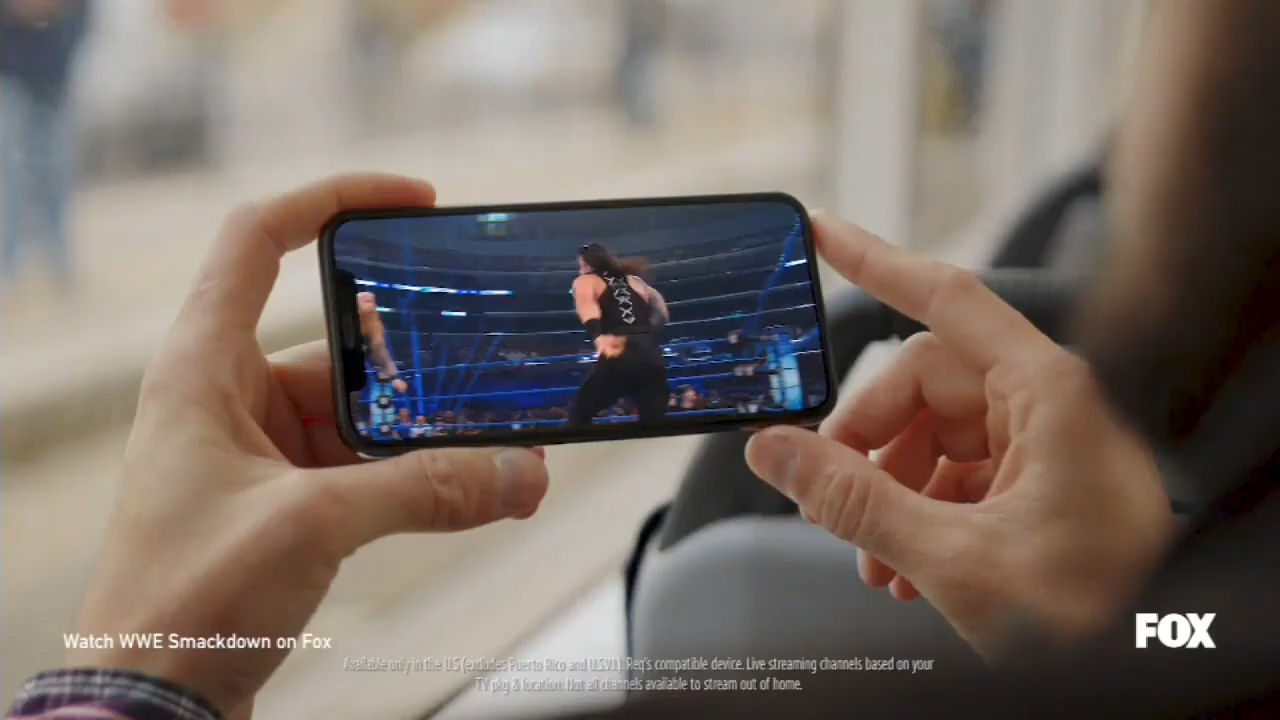 Watch WWE Smackdown on Fox
FOX
Available only in the US (excludes Puerto Rico and USVI). Req's compatible device. Live streaming channels based on your
TV pkg & location. Not all channels available to stream out of home.